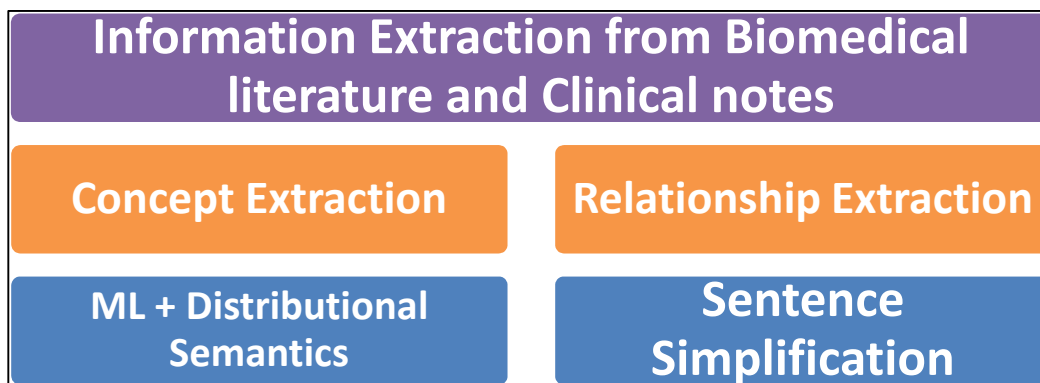 Information Extraction from Biomedical
literature and Clinical notes
Concept Extraction
Relationship Extraction
ML + Distributional
Semantics
Sentence
Simplification